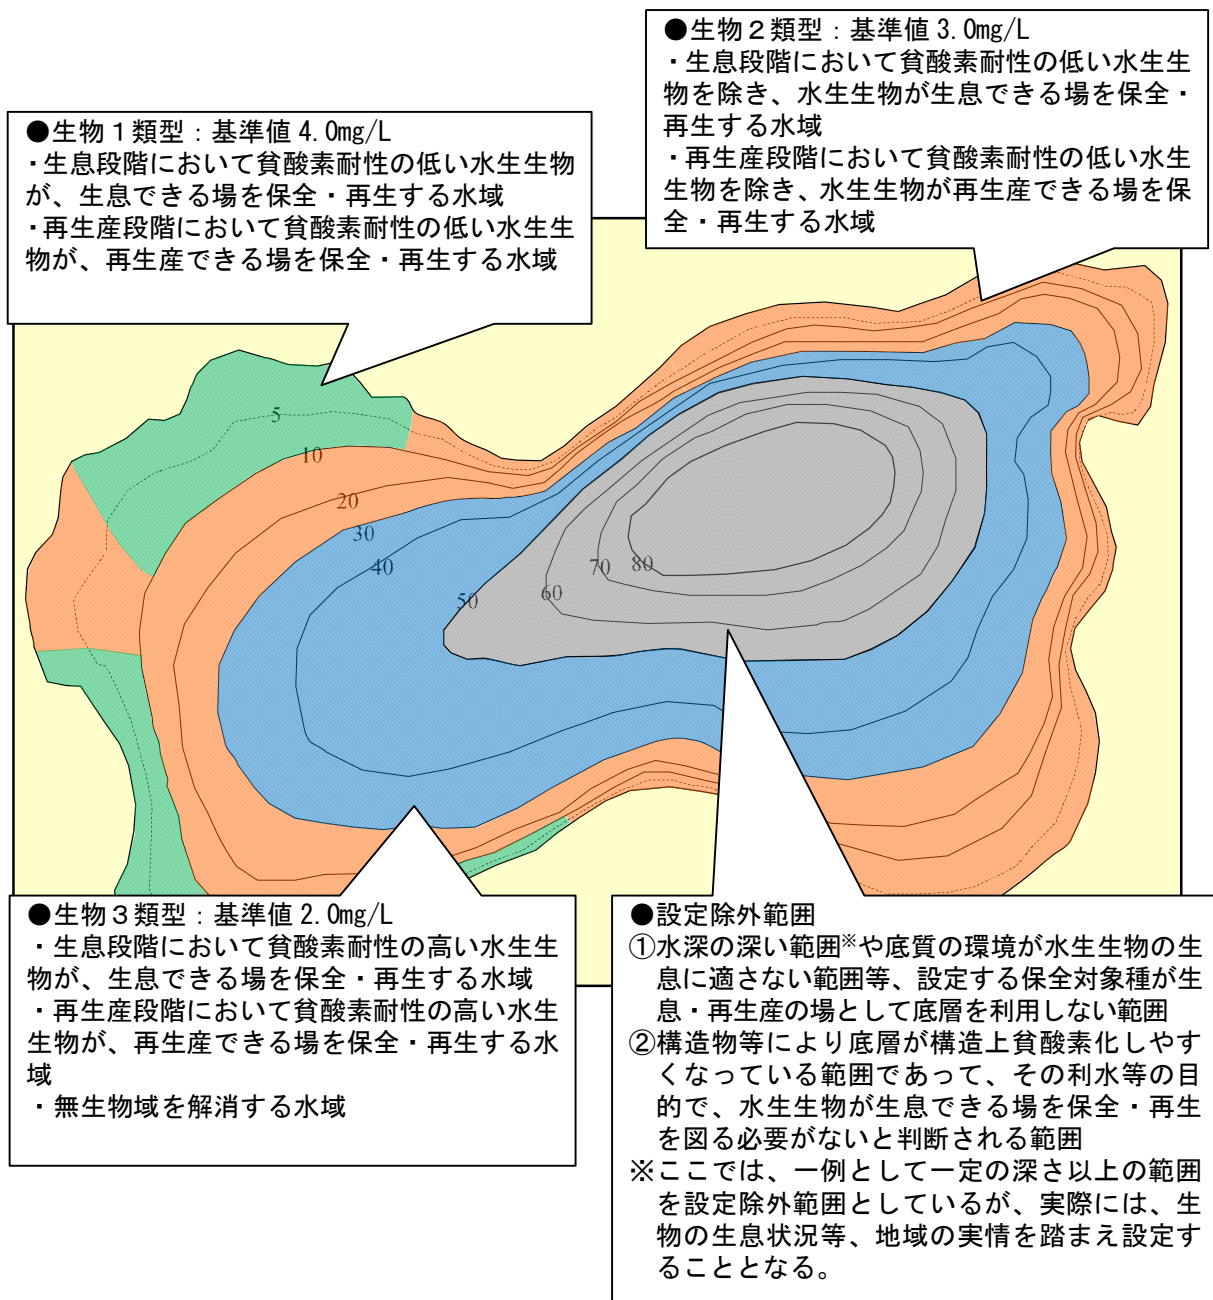 ●生物２類型：基準値 3.0mg/L
・生息段階において貧酸素耐性の低い水生生
物を除き、水生生物が生息できる場を保全・
再生する水域
・再生産段階において貧酸素耐性の低い水生
生物を除き、水生生物が再生産できる場を保
全・再生する水域
●生物１類型：基準値 4.0mg/L
・生息段階において貧酸素耐性の低い水生生物
が、生息できる場を保全・再生する水域
・再生産段階において貧酸素耐性の低い水生生
物が、再生産できる場を保全・再生する水域
5
10
20
30
40
50
60
70
80
●生物３類型：基準値 2.0mg/L
・生息段階において貧酸素耐性の高い水生生
物が、生息できる場を保全・再生する水域
・再生産段階において貧酸素耐性の高い水生
生物が、再生産できる場を保全・再生する水
域
・無生物域を解消する水域
●設定除外範囲
①水深の深い範囲※や底質の環境が水生生物の生
息に適さない範囲等、設定する保全対象種が生
息・再生産の場として底層を利用しない範囲
②構造物等により底層が構造上貧酸素化しやす
くなっている範囲であって、その利水等の目
的で、水生生物が生息できる場を保全・再生
を図る必要がないと判断される範囲
※ここでは、一例として一定の深さ以上の範囲
を設定除外範囲としているが、実際には、生
物の生息状況等、地域の実情を踏まえ設定す
ることとなる。